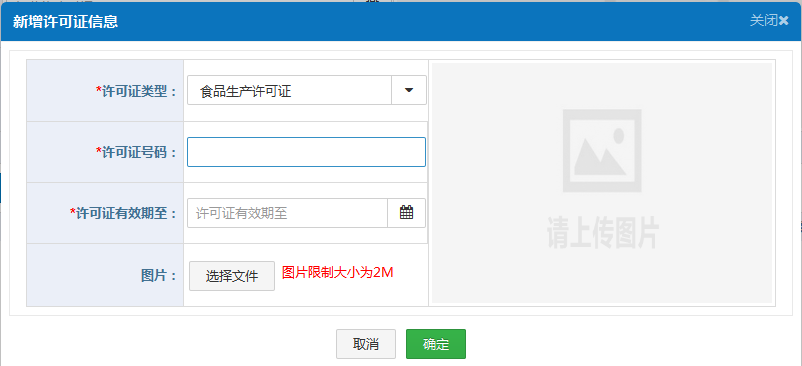 新增许可证信息
关闭
*许可证类型：
食品生产许可证
*许可证号码：
*许可证有效期至：
许可证有效期至
图片：
选择文件
图片限制大小为2M
请上传图片
取消
确定